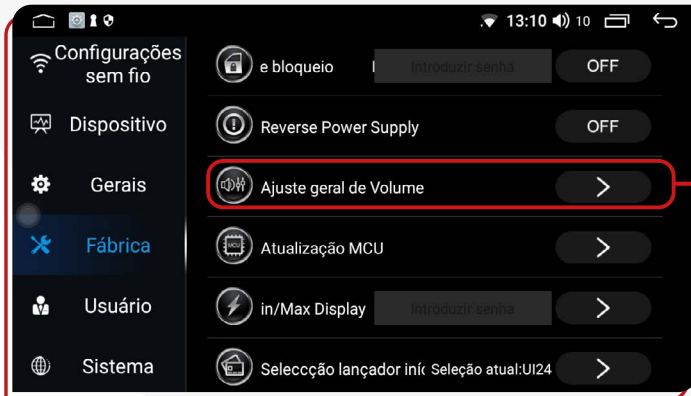 13:10 10
Configurações
sem fio
e bloqueio
Introduzir senha
OFF
Dispositivo
Reverse Power Supply
OFF
Gerais
Ajuste geral de Volume
Fábrica
MCU
Atualização MCU
Usuário
in/Max Display
Introduzir senha
Sistema
Seleccção lançador iníc Seleção atual:UI24